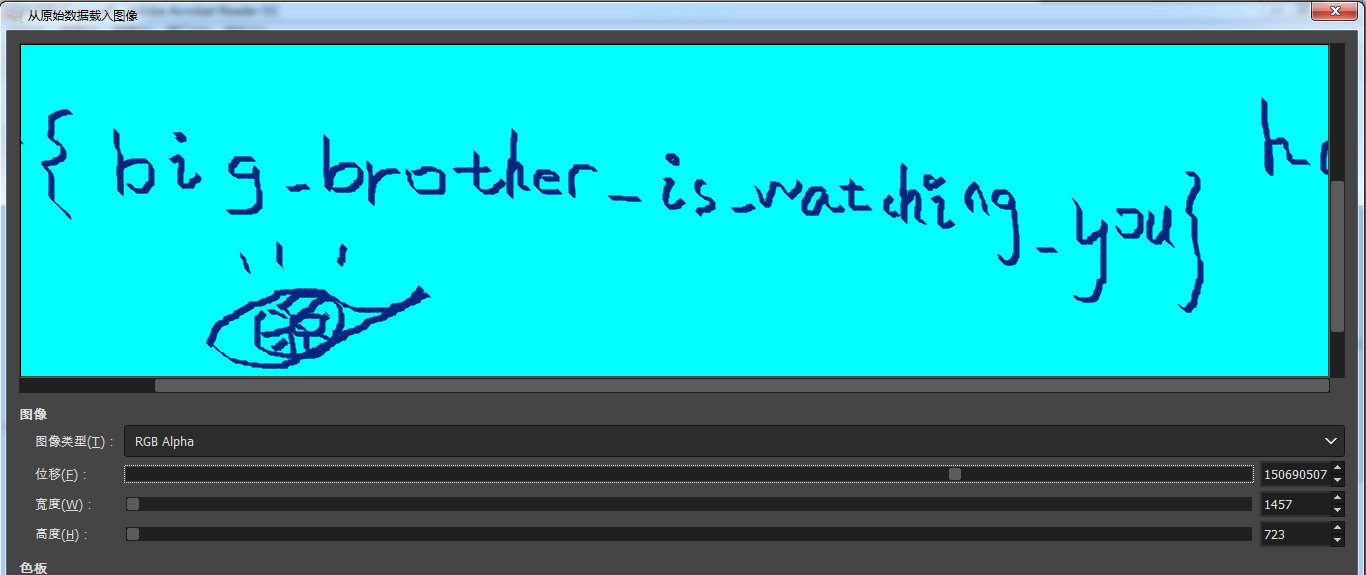 从原始数据载入图像
{big_brother_is_watching_you}
图像
图像类型(T)： RGB Alpha
位移(F)： 150690507
宽度(W)： 1457
高度(H)： 723
色板